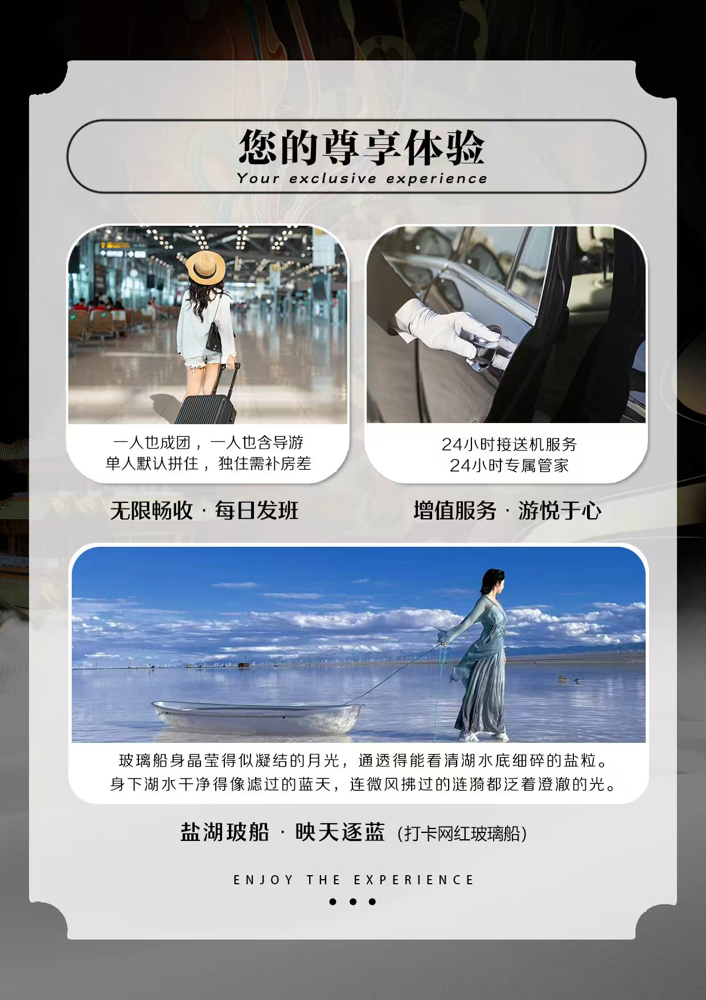 您的尊享体验
Your exclusive experience
一人也成团，一人也含导游
单人默认拼住，独住需补房差
无限畅收·每日发班
24小时接送机服务
24小时专属管家
增值服务·游悦于心
玻璃船身晶莹得似凝结的月光，通透得能看清湖水底细碎的盐粒。
身下湖水干净得像滤过的蓝天，连微风拂过的涟漪都泛着澄澈的光。
盐湖玻船·映天逐蓝（打卡网红玻璃船）
ENJOY THE EXPERIENCE